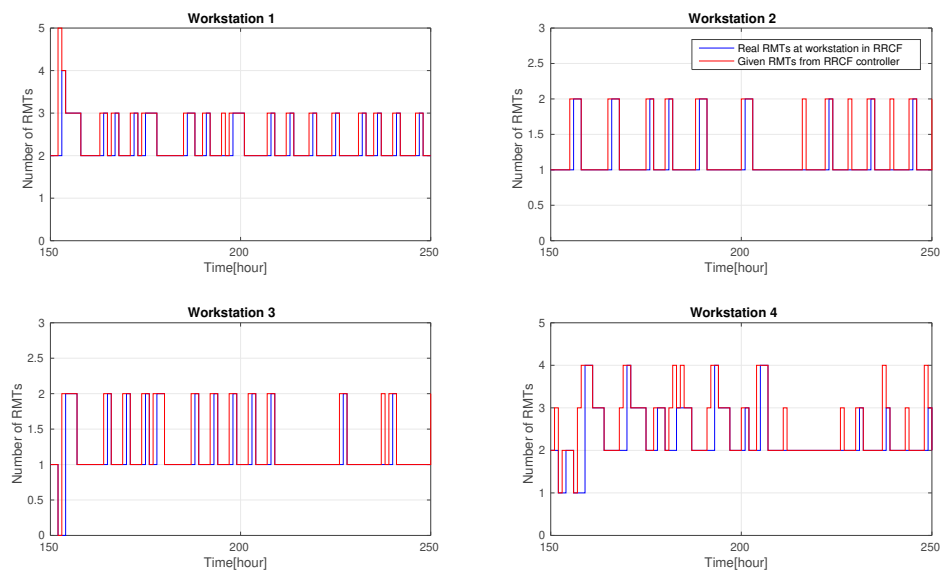 Workstation 1
5
4
3
2
1
0
Number of RMTs
150
200
250
Time[hour]
Workstation 2
3
2.5
2
1.5
1
0.5
0
Number of RMTs
Real RMTs at workstation in RRCF
Given RMTs from RRCF controller
150
200
250
Time[hour]
Workstation 3
3
2.5
2
1.5
1
0.5
0
Number of RMTs
150
200
250
Time[hour]
Workstation 4
5
4
3
2
1
0
Number of RMTs
150
200
250
Time[hour]